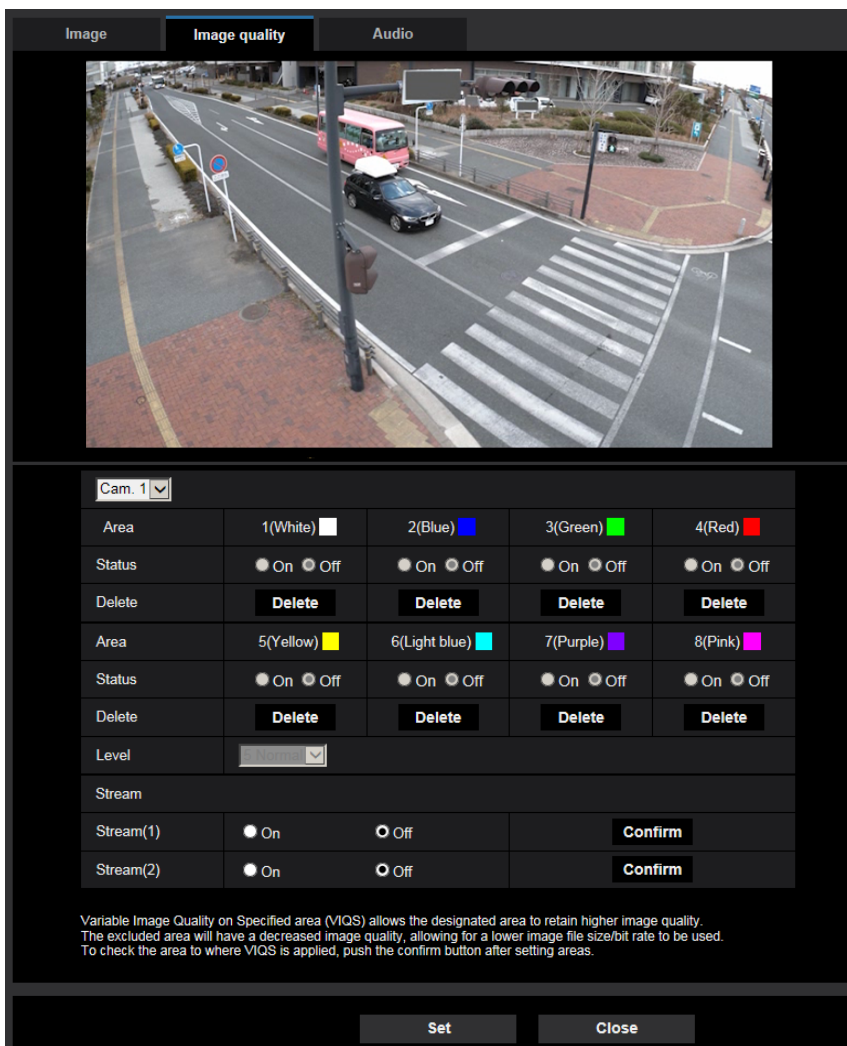 Image Image quality Audio
Cam. 1
Area 1(White) 2(Blue) 3(Green) 4(Red)
Status On Off On Off On Off On Off
Delete Delete Delete Delete Delete
Area 5(Yellow) 6(Light blue) 7(Purple) 8(Pink)
Status On Off On Off On Off On Off
Delete Delete Delete Delete Delete
Level 5 Normal
Stream
Stream(1) On Off Confirm
Stream(2) On Off Confirm
Variable Image Quality on Specified area (VIQS) allows the designated area to retain higher image quality.
The excluded area will have a decreased image quality, allowing for a lower image file size/bit rate to be used.
To check the area to where VIQS is applied, push the confirm button after setting areas.
Set Close